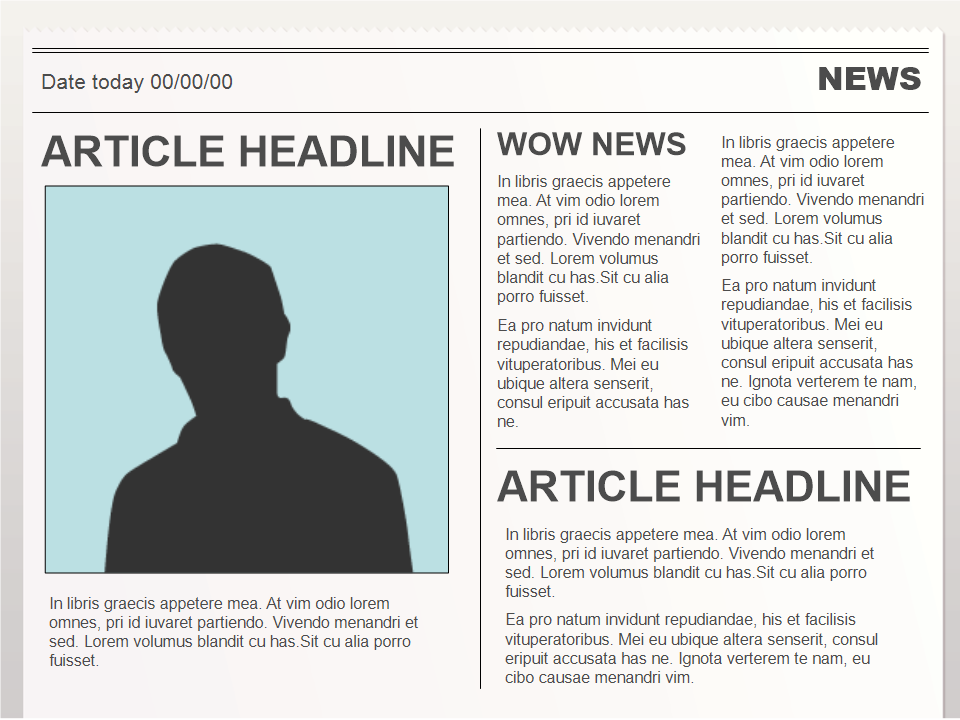 Date today 00/00/00
NEWS
ARTICLE HEADLINE
In libris graecis appetere mea. At vim odio lorem
omnes, pri id iuvaret partiendo. Vivendo menandri et
sed. Lorem volumus blandit cu has.Sit cu alia porro
fuisset.
WOW NEWS
In libris graecis appetere
mea. At vim odio lorem
omnes, pri id iuvaret
partiendo. Vivendo menandri
et sed. Lorem volumus
blandit cu has.Sit cu alia
porro fuisset.
Ea pro natum invidunt
repudiandae, his et facilisis
vituperatoribus. Mei eu
ubique altera senserit,
consul eripuit accusata has
ne.
In libris graecis appetere
mea. At vim odio lorem
omnes, pri id iuvaret
partiendo. Vivendo menandri
et sed. Lorem volumus
blandit cu has.Sit cu alia
porro fuisset.
Ea pro natum invidunt
repudiandae, his et facilisis
vituperatoribus. Mei eu
ubique altera senserit,
consul eripuit accusata has
ne. Ignota verterem te nam,
eu cibo causae menandri
vim.
ARTICLE HEADLINE
In libris graecis appetere mea. At vim odio lorem
omnes, pri id iuvaret partiendo. Vivendo menandri et
sed. Lorem volumus blandit cu has.Sit cu alia porro
fuisset.
Ea pro natum invidunt repudiandae, his et facilisis
vituperatoribus. Mei eu ubique altera senserit, consul
eripuit accusata has ne. Ignota verterem te nam, eu
cibo causae menandri vim.